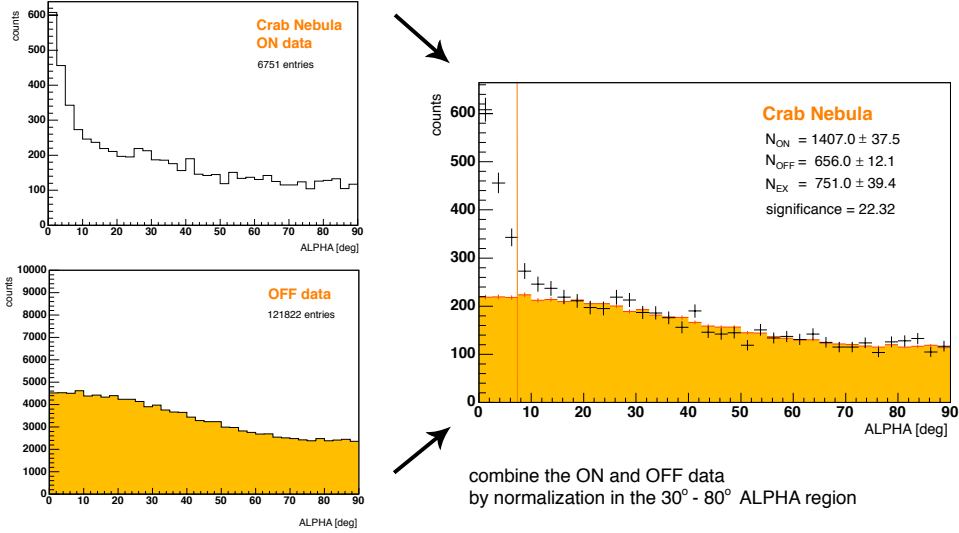 counts
600
500
400
300
200
100
0
Crab Nebula
ON data
6751 entries
0 10 20 30 40 50 60 70 80 90
ALPHA [deg]
counts
10000
9000
8000
7000
6000
5000
4000
3000
2000
1000
0
OFF data
121822 entries
0 10 20 30 40 50 60 70 80 90
ALPHA [deg]
counts
600
500
400
300
200
100
0
Crab Nebula
N_ON = 1407.0 ± 37.5
N_OFF = 656.0 ± 12.1
N_EX = 751.0 ± 39.4
significance = 22.32
0 10 20 30 40 50 60 70 80 90
ALPHA [deg]
combine the ON and OFF data
by normalization in the 30° - 80° ALPHA region